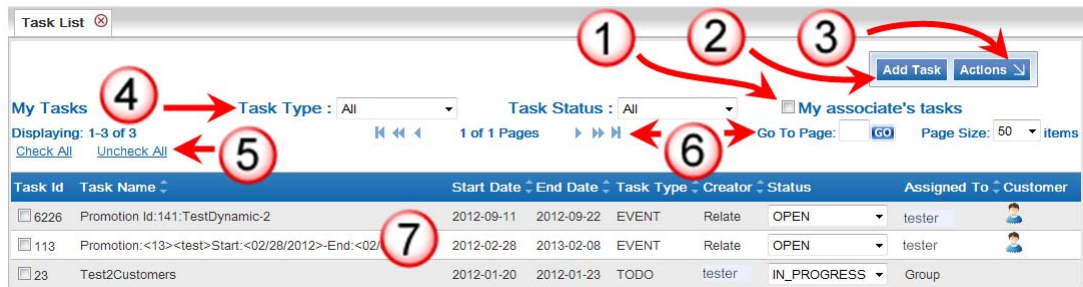 Task List
1 2 3
Add Task Actions
My Tasks 4 Task Type : All Task Status : All My associate's tasks
Displaying: 1-3 of 3 1 of 1 Pages 6 Go To Page: GO Page Size: 50 items
Check All Uncheck All 5
Task Id Task Name Start Date End Date Task Type Creator Status Assigned To Customer
6226 Promotion Id:141:TestDynamic-2 2012-09-11 2012-09-22 EVENT Relate OPEN tester
113 Promotion:<13><test>Start:<02/28/2012>-End:<02/ 7 2012-02-28 2013-02-08 EVENT Relate OPEN tester
23 Test2Customers 2012-01-20 2012-01-23 TODO tester IN_PROGRESS Group